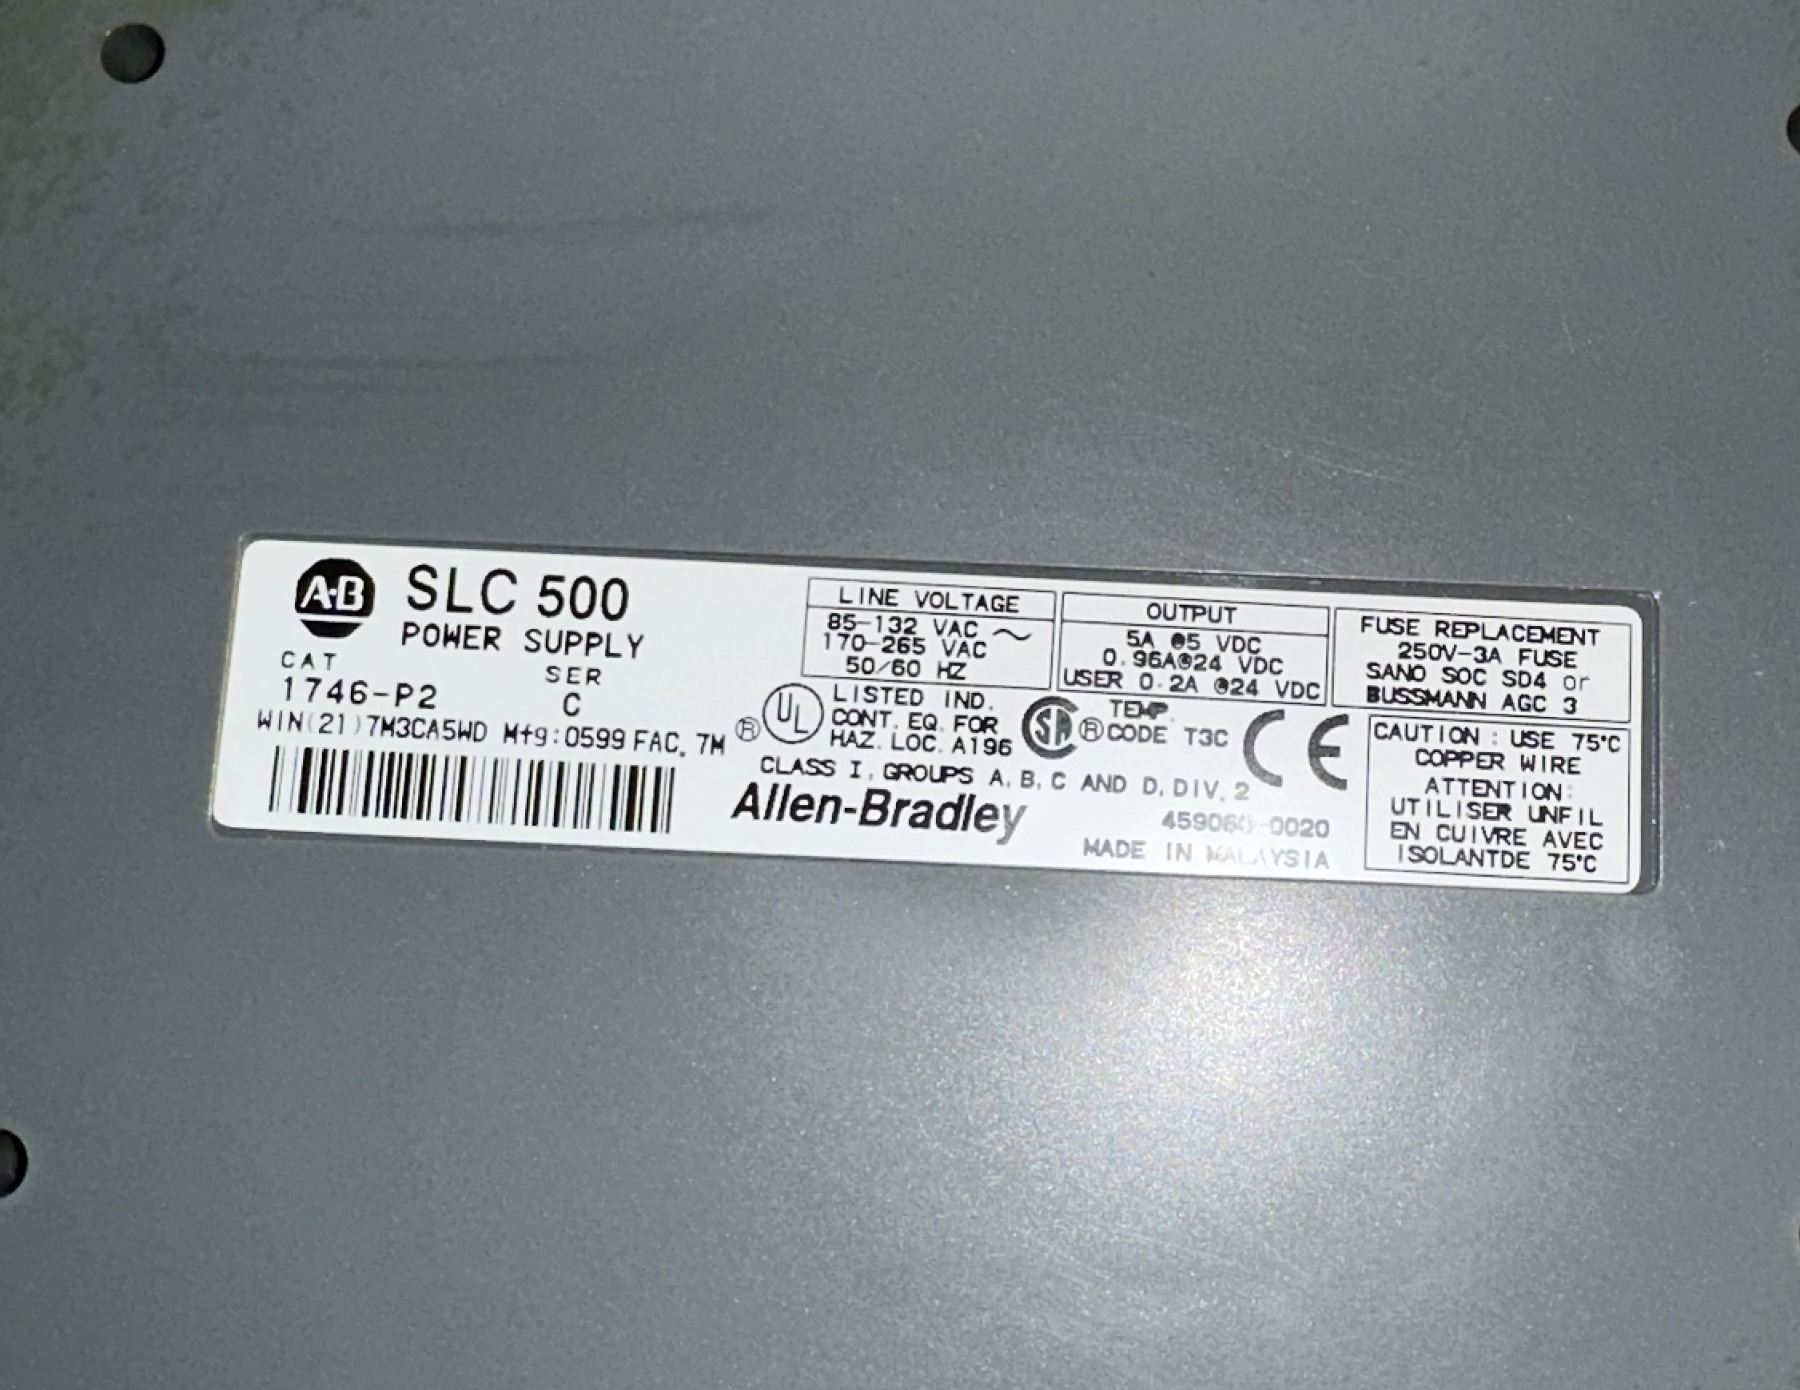 A·B SLC 500
POWER SUPPLY
CAT SER
1746-P2 C
WIN(21)7M3CA5WD Mfg:0599 FAC. 7M
LINE VOLTAGE
85-132 VAC ~
170-265 VAC
50/60 HZ
OUTPUT
5A @5 VDC
0.96A@24 VDC
USER 0.2A @24 VDC
FUSE REPLACEMENT
250V-3A FUSE
SANO SOC SD4 or
BUSSMANN AGC 3
® UL LISTED IND.
CONT. EQ. FOR
HAZ. LOC. A196
SA ® TEMP.
CODE T3C
CE
CLASS I, GROUPS A, B, C AND D, DIV. 2
Allen-Bradley
MADE IN MALAYSIA
CAUTION : USE 75°C
COPPER WIRE
ATTENTION:
UTILISER UNFIL
EN CUIVRE AVEC
ISOLANTDE 75°C